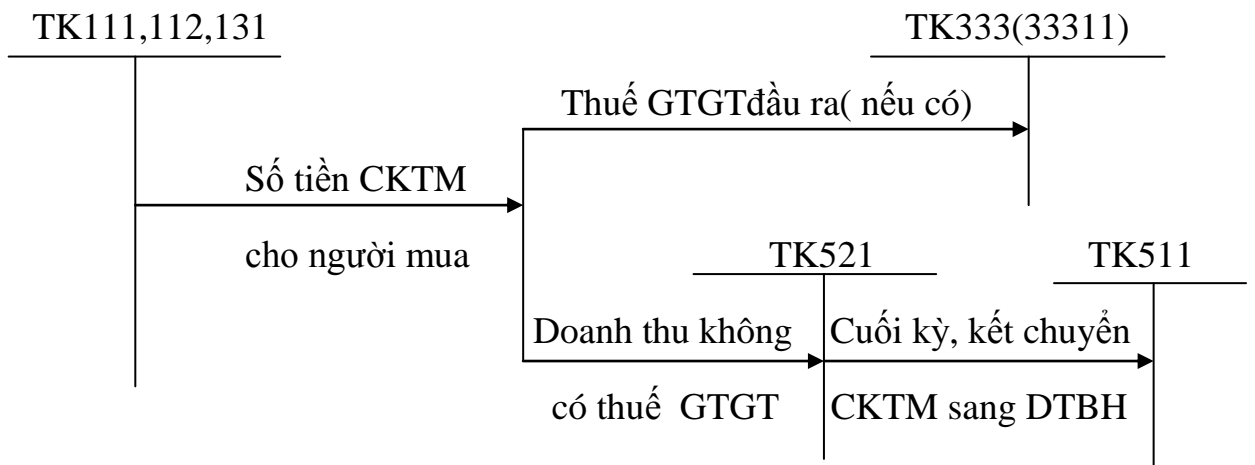 TK111,112,131
TK333(33311)
Thuế GTGTđầu ra( nếu có)
Số tiền CKTM
cho người mua
TK521
TK511
Doanh thu không
có thuế GTGT
Cuối kỳ, kết chuyển
CKTM sang DTBH